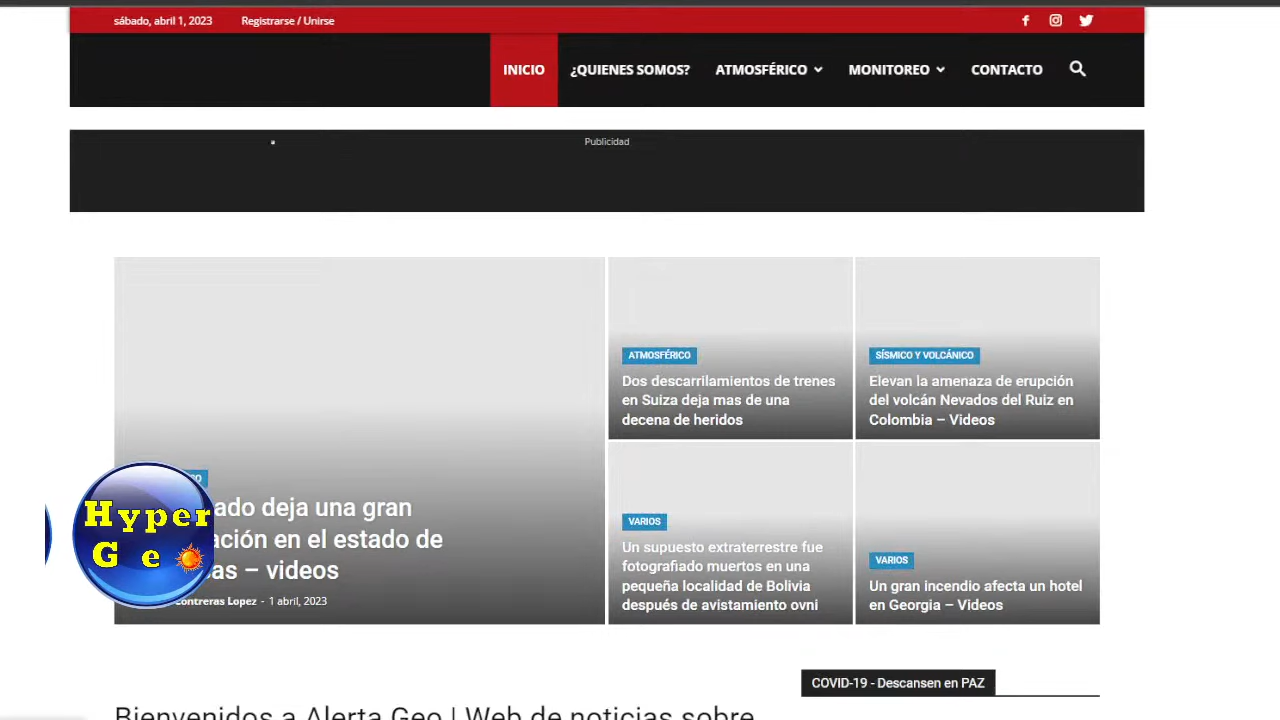 sábado, abril 1, 2023 Registrarse / Unirse
INICIO ¿QUIENES SOMOS? ATMOSFÉRICO MONITOREO CONTACTO
Publicidad
ado deja una gran
ación en el estado de
as – videos
Contreras Lopez - 1 abril, 2023
Hyper
Geo
ATMOSFÉRICO
Dos descarrilamientos de trenes
en Suiza deja mas de una
decena de heridos
SÍSMICO Y VOLCÁNICO
Elevan la amenaza de erupción
del volcán Nevados del Ruiz en
Colombia – Videos
VARIOS
Un supuesto extraterrestre fue
fotografiado muertos en una
pequeña localidad de Bolivia
después de avistamiento ovni
VARIOS
Un gran incendio afecta un hotel
en Georgia – Videos
COVID-19 - Descansen en PAZ
Bienvenidos a Alerta Geo | Web de noticias sobre